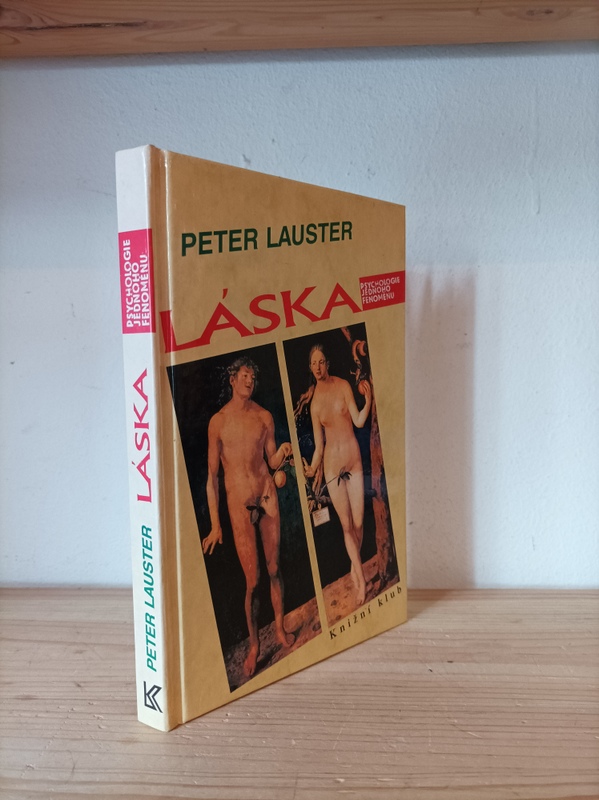 PETER LAUSTER
LÁSKA
PSYCHOLOGIE
JEDNOHO
FENOMÉNU
Knižní klub
PETER LAUSTER
LÁSKA
PSYCHOLOGIE
JEDNOHO
FENOMÉNU